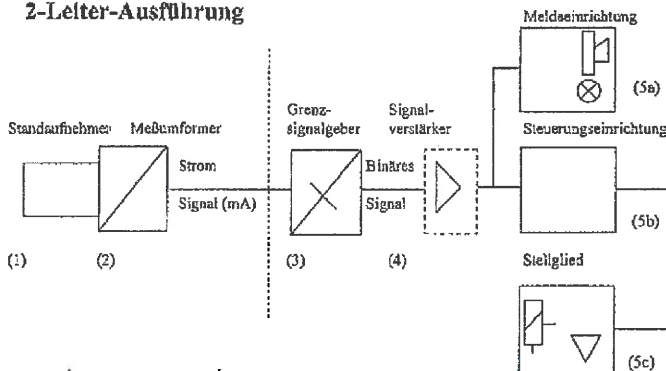 2-Leiter-Ausführung
Meldeeinrichtung
(5a)
Grenz-
signalgeber
Signal-
verstärker
Standaufnehmer
Meßumformer
Steuerungseinrichtung
Strom
Signal (mA)
Binäres
Signal
(1)
(2)
(3)
(4)
(5b)
Stellglied
(5c)